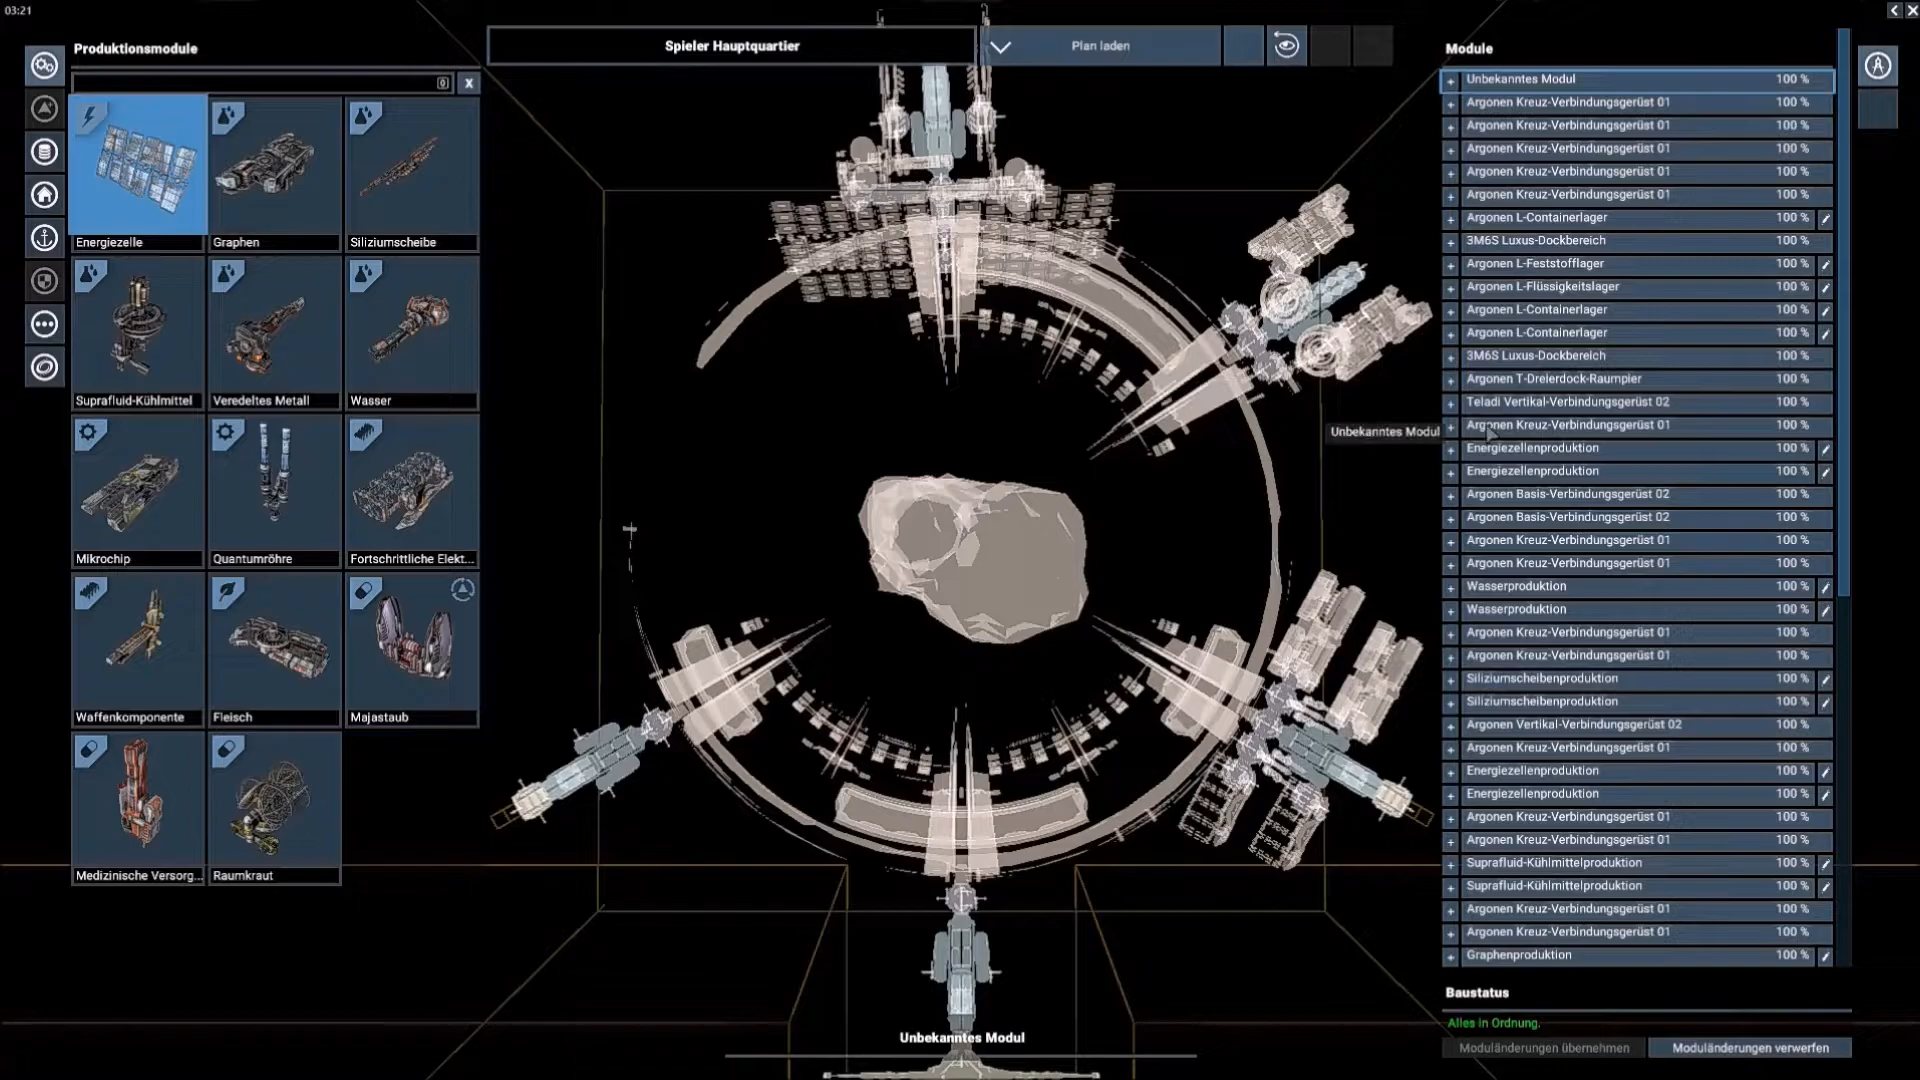 03:21
Produktionsmodule
0
X
Energiezelle
Graphen
Siliziumscheibe
Suprafluid-Kühlmittel
Veredeltes Metall
Wasser
Mikrochip
Quantumröhre
Fortschrittliche Elekt...
Waffenkomponente
Fleisch
Majastaub
Medizinische Versorg...
Raumkraut
Spieler Hauptquartier
Plan laden
Unbekanntes Modul
Unbekanntes Modul
Module
+ Unbekanntes Modul 100 %
+ Argonen Kreuz-Verbindungsgerüst 01 100 %
+ Argonen Kreuz-Verbindungsgerüst 01 100 %
+ Argonen Kreuz-Verbindungsgerüst 01 100 %
+ Argonen Kreuz-Verbindungsgerüst 01 100 %
+ Argonen Kreuz-Verbindungsgerüst 01 100 %
+ Argonen L-Containerlager 100 %
+ 3M6S Luxus-Dockbereich 100 %
+ Argonen L-Feststofflager 100 %
+ Argonen L-Flüssigkeitslager 100 %
+ Argonen L-Containerlager 100 %
+ Argonen L-Containerlager 100 %
+ 3M6S Luxus-Dockbereich 100 %
+ Argonen T-Dreierdock-Raumpier 100 %
+ Teladi Vertikal-Verbindungsgerüst 02 100 %
+ Argonen Kreuz-Verbindungsgerüst 01 100 %
+ Energiezellenproduktion 100 %
+ Energiezellenproduktion 100 %
+ Argonen Basis-Verbindungsgerüst 02 100 %
+ Argonen Basis-Verbindungsgerüst 02 100 %
+ Argonen Kreuz-Verbindungsgerüst 01 100 %
+ Argonen Kreuz-Verbindungsgerüst 01 100 %
+ Wasserproduktion 100 %
+ Wasserproduktion 100 %
+ Argonen Kreuz-Verbindungsgerüst 01 100 %
+ Argonen Kreuz-Verbindungsgerüst 01 100 %
+ Siliziumscheibenproduktion 100 %
+ Siliziumscheibenproduktion 100 %
+ Argonen Vertikal-Verbindungsgerüst 02 100 %
+ Argonen Kreuz-Verbindungsgerüst 01 100 %
+ Energiezellenproduktion 100 %
+ Energiezellenproduktion 100 %
+ Argonen Kreuz-Verbindungsgerüst 01 100 %
+ Argonen Kreuz-Verbindungsgerüst 01 100 %
+ Suprafluid-Kühlmittelproduktion 100 %
+ Suprafluid-Kühlmittelproduktion 100 %
+ Argonen Kreuz-Verbindungsgerüst 01 100 %
+ Argonen Kreuz-Verbindungsgerüst 01 100 %
+ Graphenproduktion 100 %
Baustatus
Alles in Ordnung.
Moduländerungen übernehmen
Moduländerungen verwerfen